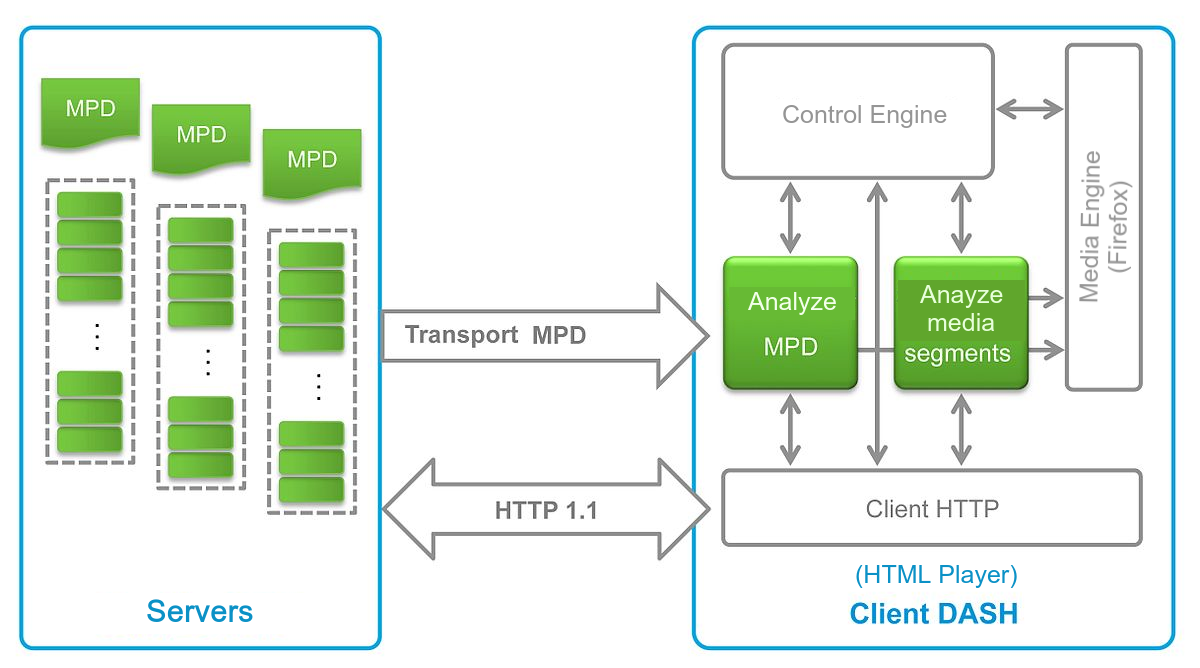 MPD
MPD
MPD
Servers
Transport MPD
HTTP 1.1
Control Engine
Media Engine
(Firefox)
Analyze
MPD
Anayze
media
segments
Client HTTP
(HTML Player)
Client DASH